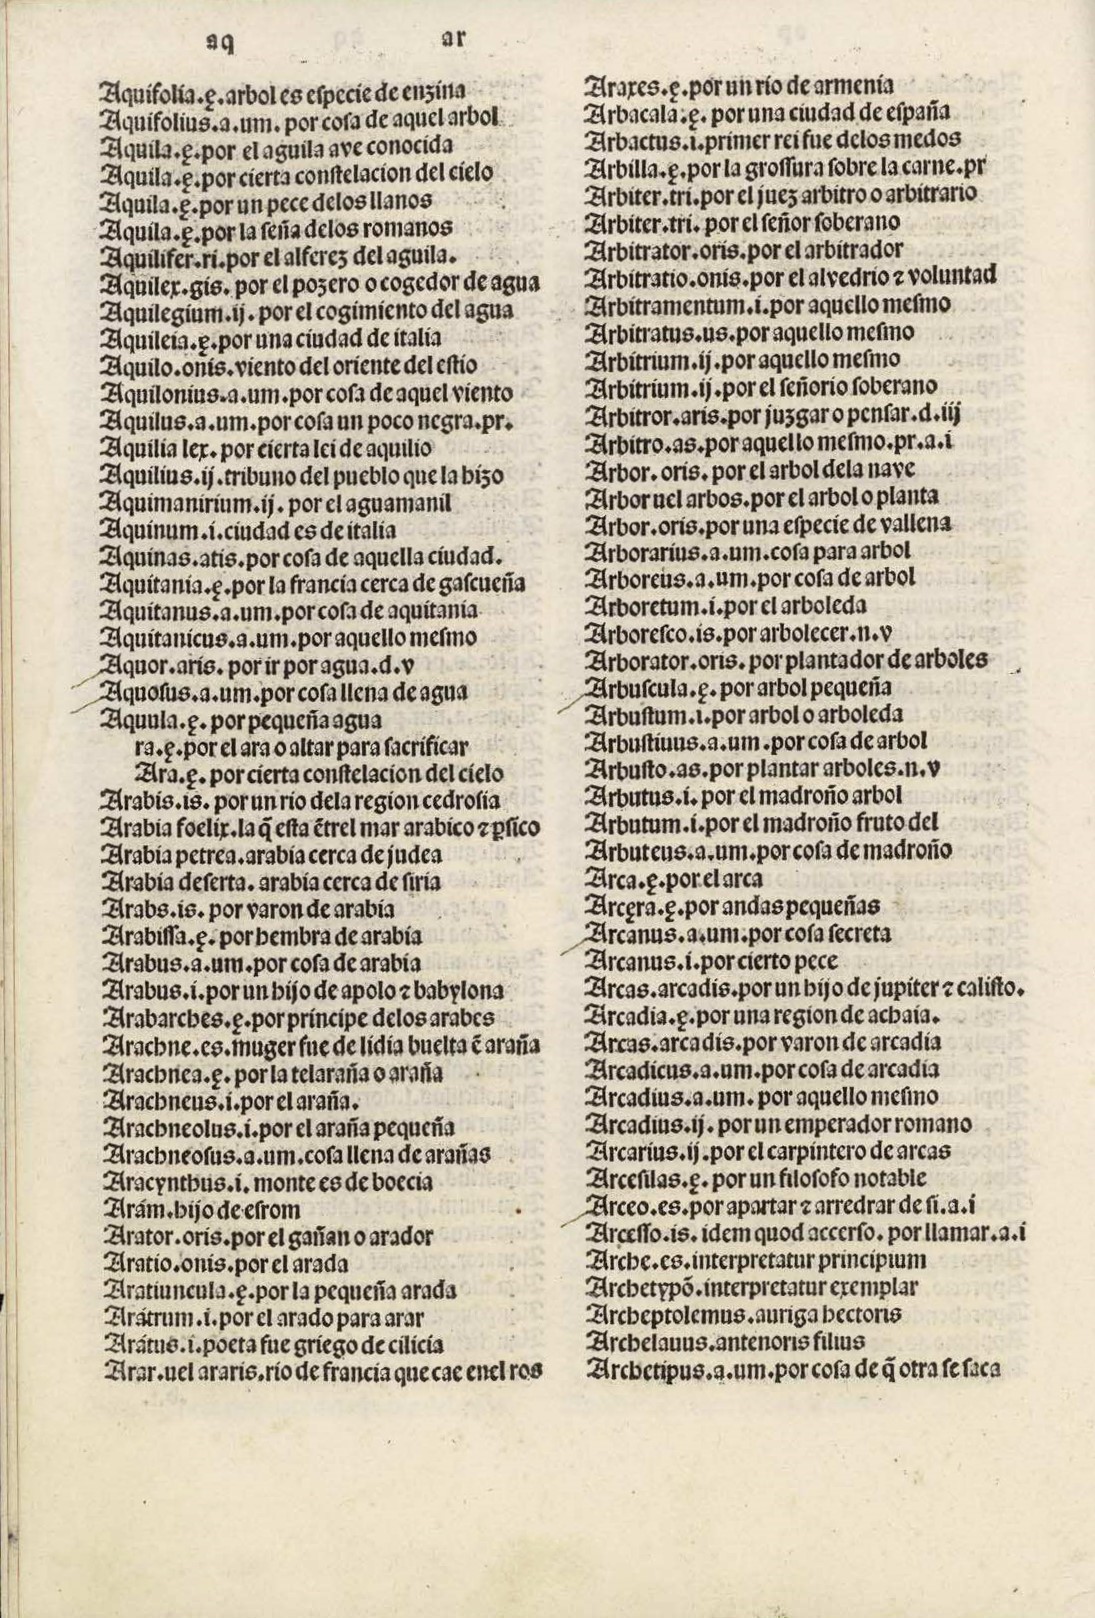 aq
ar
Aquifolia.ę.arbol es especie de enzina
Aquifolius.a.um.por cosa de aquel arbol
Aquila.ę.por el aguila ave conocida
Aquila.ę.por cierta constelacion del cielo
Aquila.ę.por un pece delos llanos
Aquila.ę.por la seña delos romanos
Aquilifer.ri.por el alferez del aguila.
Aquilex.gis.por el pozero o cogedor de agua
Aquilegium.ij.por el cogimiento del agua
Aquileia.ę.por una ciudad de italia
Aquilo.onis.viento del oriente del estio
Aquilonius.a.um.por cosa de aquel viento
Aquilus.a.um.por cosa un poco negra.pr.
Aquilia lex.por cierta lei de aquilio
Aquilius.ij.tribuno del pueblo que la hizo
Aquimanirium.ij.por el aguamanil
Aquinum.i.ciudad es de italia
Aquinas.atis.por cosa de aquella ciudad.
Aquitania.ę.por la francia cerca de gascueña
Aquitanus.a.um.por cosa de aquitania
Aquitanicus.a.um.por aquello mesmo
Aquor.aris.por ir por agua.d.v
Aquosus.a.um.por cosa llena de agua
Aquula.ę.por pequeña agua
ra.ę.por el ara o altar para sacrificar
Ara.ę.por cierta constelacion del cielo
Arabis.is.por un rio dela region cedrosia
Arabia foelix.la q̃ esta ẽtrel mar arabico ⁊ ꝑsico
Arabia petrea.arabia cerca de judea
Arabia deserta.arabia cerca de siria
Arabs.is.por varon de arabia
Arabissa.ę.por hembra de arabia
Arabus.a.um.por cosa de arabia
Arabus.i.por un hijo de apolo ⁊ babylona
Arabarches.ę.por principe delos arabes
Arachne.es.muger fue de lidia buelta ẽ araña
Arachnea.ę.por la telaraña o araña
Arachneus.i.por el araña.
Arachneolus.i.por el araña pequeña
Arachneosus.a.um.cosa llena de arañas
Aracynthus.i.monte es de boecia
Arám.hijo de esrom
Arator.oris.por el gañan o arador
Aratio.onis.por el arada
Aratiuncula.ę.por la pequeña arada
Arátrum.i.por el arado para arar
Arátus.i.poeta fue griego de cilicia
Arar.uel araris.rio de francia que cae enel ros
Araxes.ę.por un rio de armenia
Arbacala.ę.por una ciudad de españa
Arbactus.i.primer rei fue delos medos
Arbilla.ę.por la grossura sobre la carne.pr
Arbiter.tri.por el juez arbitro o arbitrario
Arbiter.tri.por el señor soberano
Arbitrator.oris.por el arbitrador
Arbitratio.onis.por el alvedrio ⁊ voluntad
Arbitramentum.i.por aquello mesmo
Arbitratus.us.por aquello mesmo
Arbitrium.ij.por aquello mesmo
Arbitrium.ij.por el señorio soberano
Arbitror.aris.por juzgar o pensar.d.iij
Arbitro.as.por aquello mesmo.pr.a.i
Arbor.oris.por el arbol dela nave
Arbor uel arbos.por el arbol o planta
Arbor.oris.por una especie de vallena
Arborarius.a.um.cosa para arbol
Arboreus.a.um.por cosa de arbol
Arboretum.i.por el arboleda
Arboresco.is.por arbolecer.n.v
Arborator.oris.por plantador de arboles
Arbuscula.ę.por arbol pequeña
Arbustum.i.por arbol o arboleda
Arbustiuus.a.um.por cosa de arbol
Arbusto.as.por plantar arboles.n.v
Arbutus.i.por el madroño arbol
Arbutum.i.por el madroño fruto del
Arbuteus.a.um.por cosa de madroño
Arca.ę.por el arca
Arcęra.ę.por andas pequeñas
Arcanus.a.um.por cosa secreta
Arcanus.i.por cierto pece
Arcas.arcadis.por un hijo de jupiter ⁊ calisto.
Arcadia.ę.por una region de achaia.
Arcas.arcadis.por varon de arcadia
Arcadicus.a.um.por cosa de arcadia
Arcadius.a.um.por aquello mesmo
Arcadius.ij.por un emperador romano
Arcarius.ij.por el carpintero de arcas
Arcesilas.ę.por un filosofo notable
Arceo.es.por apartar ⁊ arredrar de si.a.i
Arcesso.is.idem quod accerso.por llamar.a.i
Arche.es.interpretatur principium
Archetypõ.interpretatur exemplar
Archeptolemus.auriga hectoris
Archelauus.antenoris filius
Archetipus.a.um.por cosa de q̃ otra se saca